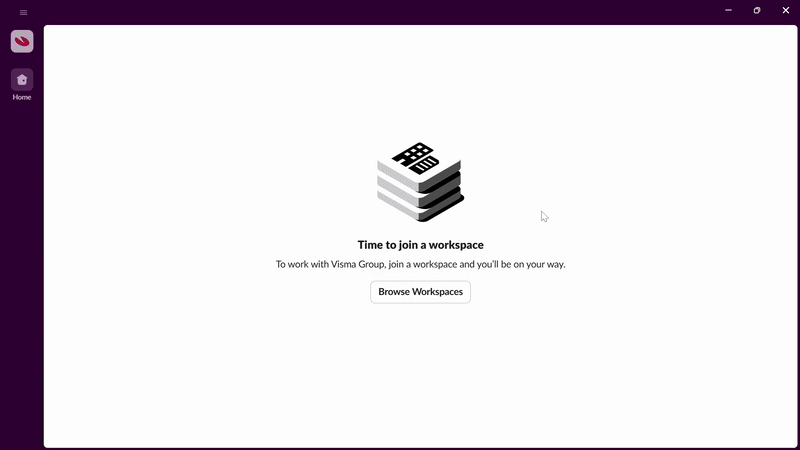 Home
Time to join a workspace
To work with Visma Group, join a workspace and you'll be on your way.
Browse Workspaces